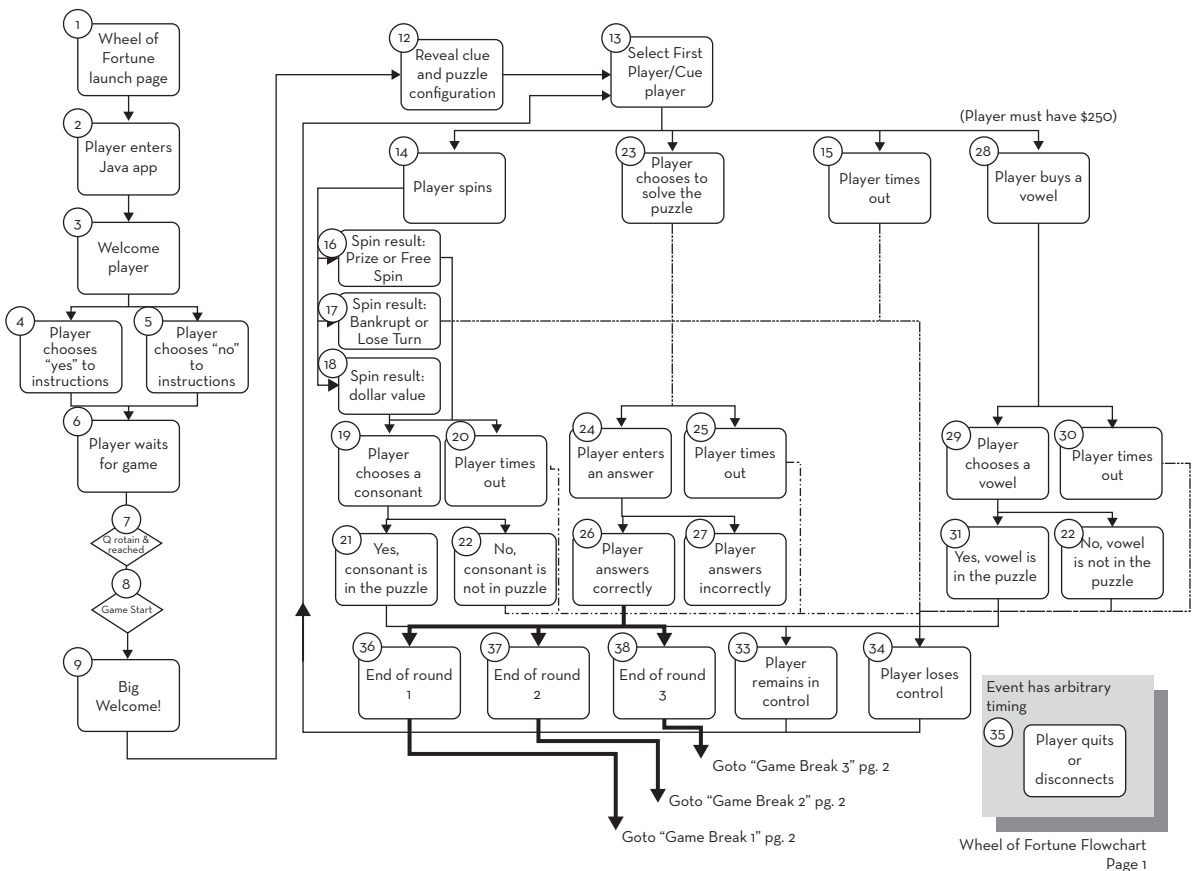 1
Wheel of
Fortune
launch page
2
Player enters
Java app
3
Welcome
player
4
Player
chooses
“yes” to
instructions
5
Player
chooses “no”
to
instructions
6
Player waits
for game
7
Q rotain &
reached
8
Game Start
9
Big
Welcome!
12
Reveal clue
and puzzle
configuration
13
Select First
Player/Cue
player
(Player must have $250)
14
Player spins
23
Player
chooses to
solve the
puzzle
15
Player times
out
28
Player buys a
vowel
16
Spin result:
Prize or Free
Spin
17
Spin result:
Bankrupt or
Lose Turn
18
Spin result:
dollar value
19
Player
chooses a
consonant
20
Player times
out
24
Player enters
an answer
25
Player times
out
29
Player
chooses a
vowel
30
Player times
out
21
Yes,
consonant is
in the puzzle
22
No,
consonant is
not in puzzle
26
Player
answers
correctly
27
Player
answers
incorrectly
31
Yes, vowel is
in the puzzle
22
No, vowel
is not in the
puzzle
36
End of round
1
37
End of round
2
38
End of round
3
33
Player
remains in
control
34
Player loses
control
Event has arbitrary
timing
35
Player quits
or
disconnects
Goto “Game Break 3” pg. 2
Goto “Game Break 2” pg. 2
Goto “Game Break 1” pg. 2
Wheel of Fortune Flowchart
Page 1